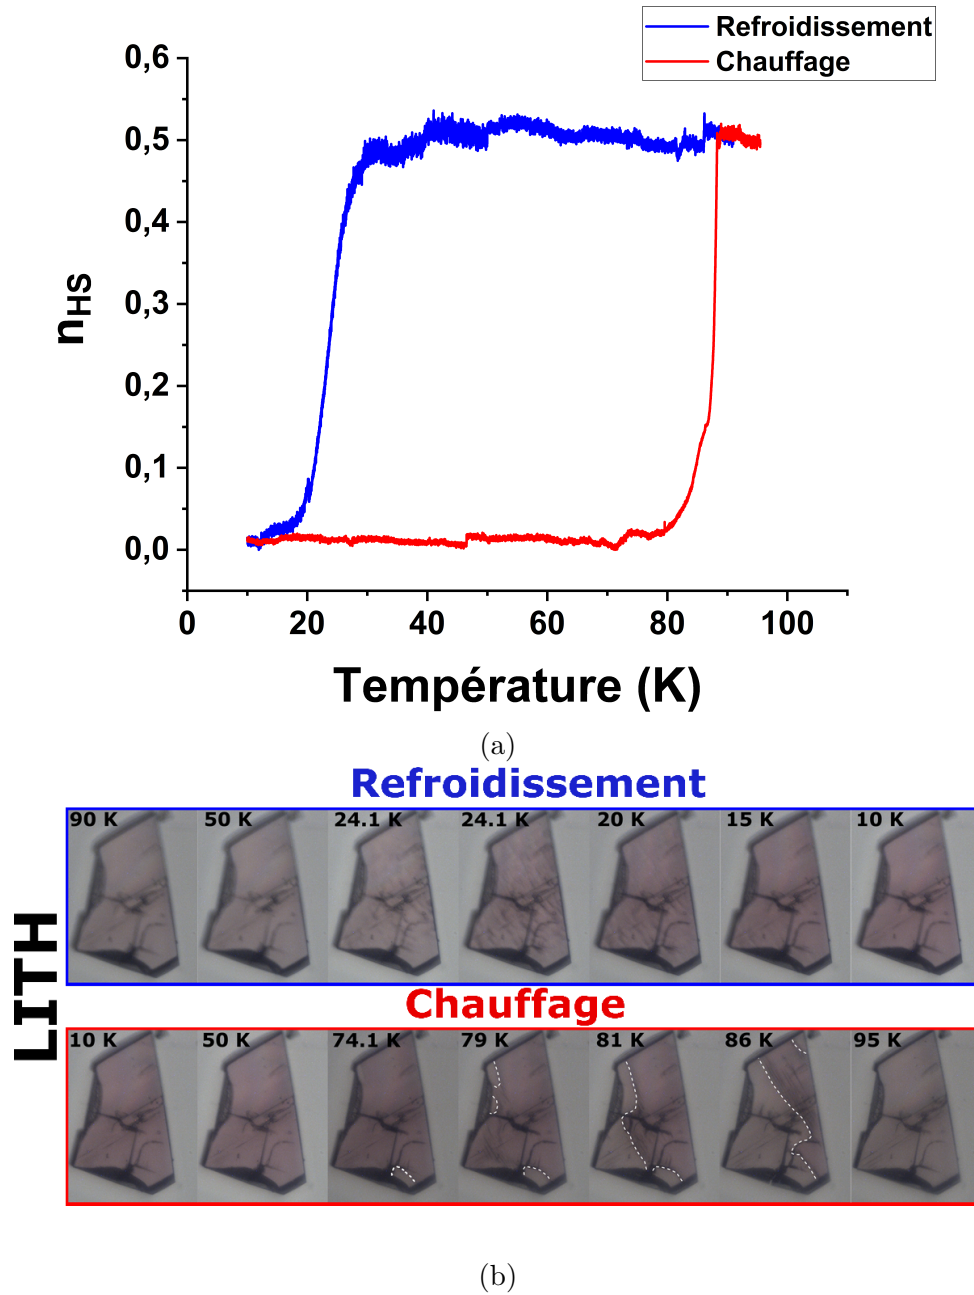 Refroidissement
Chauffage
0,6
0,5
0,4
0,3
0,2
0,1
0,0
nHS
0 20 40 60 80 100
Température (K)
(a)
Refroidissement
90 K 50 K 24.1 K 24.1 K 20 K 15 K 10 K
LITH
Chauffage
10 K 50 K 74.1 K 79 K 81 K 86 K 95 K
(b)